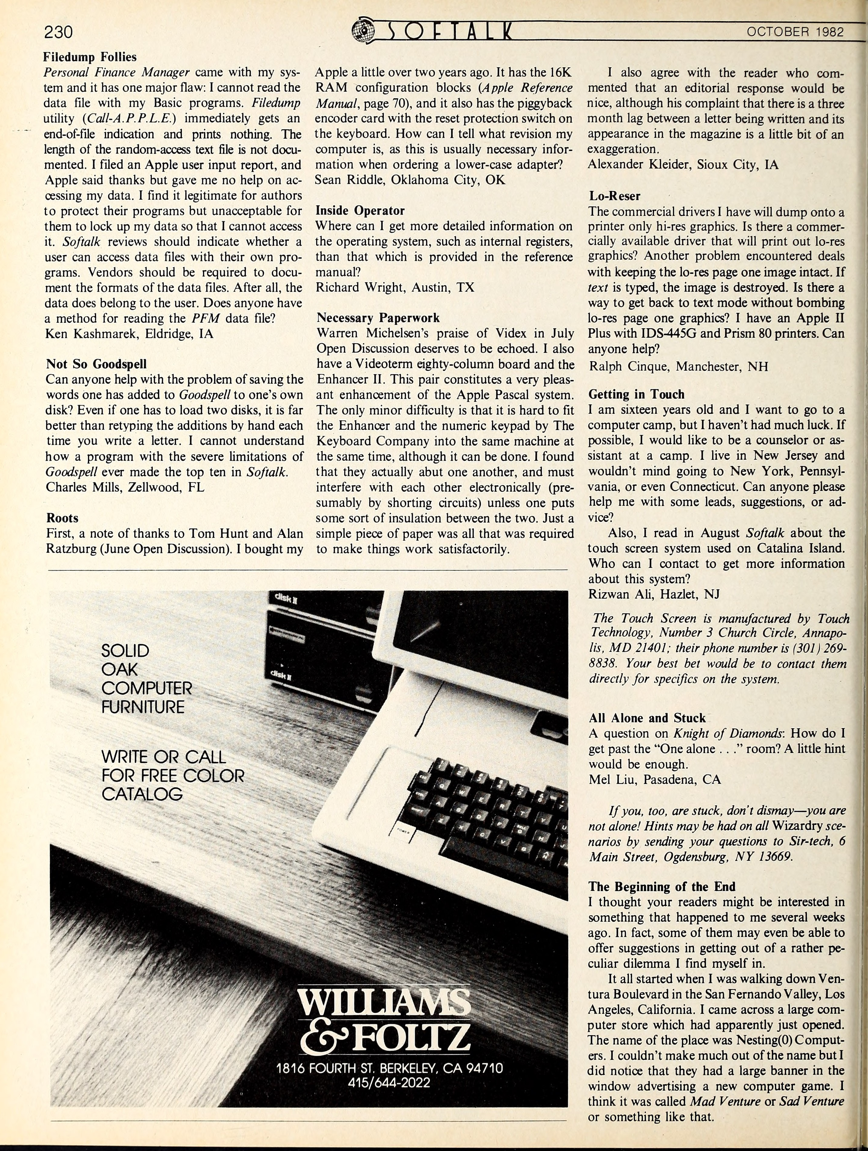 230
SOFTALK
OCTOBER 1982
Filedump Follies
Personal Finance Manager came with my sys-
tem and it has one major flaw: I cannot read the
data file with my Basic programs. Filedump
utility (Call-A.P.P.L.E.) immediately gets an
end-of-file indication and prints nothing. The
length of the random-access text file is not docu-
mented. I filed an Apple user input report, and
Apple said thanks but gave me no help on ac-
cessing my data. I find it legitimate for authors
to protect their programs but unacceptable for
them to lock up my data so that I cannot access
it. Softalk reviews should indicate whether a
user can access data files with their own pro-
grams. Vendors should be required to docu-
ment the formats of the data files. After all, the
data does belong to the user. Does anyone have
a method for reading the PFM data file?
Ken Kashmarek, Eldridge, IA
Not So Goodspell
Can anyone help with the problem of saving the
words one has added to Goodspell to one's own
disk? Even if one has to load two disks, it is far
better than retyping the additions by hand each
time you write a letter. I cannot understand
how a program with the severe limitations of
Goodspell ever made the top ten in Softalk.
Charles Mills, Zellwood, FL
Roots
First, a note of thanks to Tom Hunt and Alan
Ratzburg (June Open Discussion). I bought my
Apple a little over two years ago. It has the 16K
RAM configuration blocks (Apple Reference
Manual, page 70), and it also has the piggyback
encoder card with the reset protection switch on
the keyboard. How can I tell what revision my
computer is, as this is usually necessary infor-
mation when ordering a lower-case adapter?
Sean Riddle, Oklahoma City, OK
Inside Operator
Where can I get more detailed information on
the operating system, such as internal registers,
than that which is provided in the reference
manual?
Richard Wright, Austin, TX
Necessary Paperwork
Warren Michelsen's praise of Videx in July
Open Discussion deserves to be echoed. I also
have a Videoterm eighty-column board and the
Enhancer II. This pair constitutes a very pleas-
ant enhancement of the Apple Pascal system.
The only minor difficulty is that it is hard to fit
the Enhancer and the numeric keypad by The
Keyboard Company into the same machine at
the same time, although it can be done. I found
that they actually abut one another, and must
interfere with each other electronically (pre-
sumably by shorting circuits) unless one puts
some sort of insulation between the two. Just a
simple piece of paper was all that was required
to make things work satisfactorily.
I also agree with the reader who com-
mented that an editorial response would be
nice, although his complaint that there is a three
month lag between a letter being written and its
appearance in the magazine is a little bit of an
exaggeration.
Alexander Kleider, Sioux City, IA
Lo-Reser
The commercial drivers I have will dump onto a
printer only hi-res graphics. Is there a commer-
cially available driver that will print out lo-res
graphics? Another problem encountered deals
with keeping the lo-res page one image intact. If
text is typed, the image is destroyed. Is there a
way to get back to text mode without bombing
lo-res page one graphics? I have an Apple II
Plus with IDS-445G and Prism 80 printers. Can
anyone help?
Ralph Cinque, Manchester, NH
Getting in Touch
I am sixteen years old and I want to go to a
computer camp, but I haven't had much luck. If
possible, I would like to be a counselor or as-
sistant at a camp. I live in New Jersey and
wouldn't mind going to New York, Pennsyl-
vania, or even Connecticut. Can anyone please
help me with some leads, suggestions, or ad-
vice?
Also, I read in August Softalk about the
touch screen system used on Catalina Island.
Who can I contact to get more information
about this system?
Rizwan Ali, Hazlet, NJ
The Touch Screen is manufactured by Touch
Technology, Number 3 Church Circle, Annapo-
lis, MD 21401; their phone number is (301) 269-
8838. Your best bet would be to contact them
directly for specifics on the system.
All Alone and Stuck
A question on Knight of Diamonds: How do I
get past the "One alone . . ." room? A little hint
would be enough.
Mel Liu, Pasadena, CA
If you, too, are stuck, don't dismay—you are
not alone! Hints may be had on all Wizardry sce-
narios by sending your questions to Sir-tech, 6
Main Street, Ogdensburg, NY 13669.
The Beginning of the End
I thought your readers might be interested in
something that happened to me several weeks
ago. In fact, some of them may even be able to
offer suggestions in getting out of a rather pe-
culiar dilemma I find myself in.
It all started when I was walking down Ven-
tura Boulevard in the San Fernando Valley, Los
Angeles, California. I came across a large com-
puter store which had apparently just opened.
The name of the place was Nesting(0) Comput-
ers. I couldn't make much out of the name but I
did notice that they had a large banner in the
window advertising a new computer game. I
think it was called Mad Venture or Sad Venture
or something like that.
disk II
disk II
SOLID
OAK
COMPUTER
FURNITURE
WRITE OR CALL
FOR FREE COLOR
CATALOG
WILLIAMS
&FOLTZ
1816 FOURTH ST. BERKELEY, CA 94710
415/644-2022